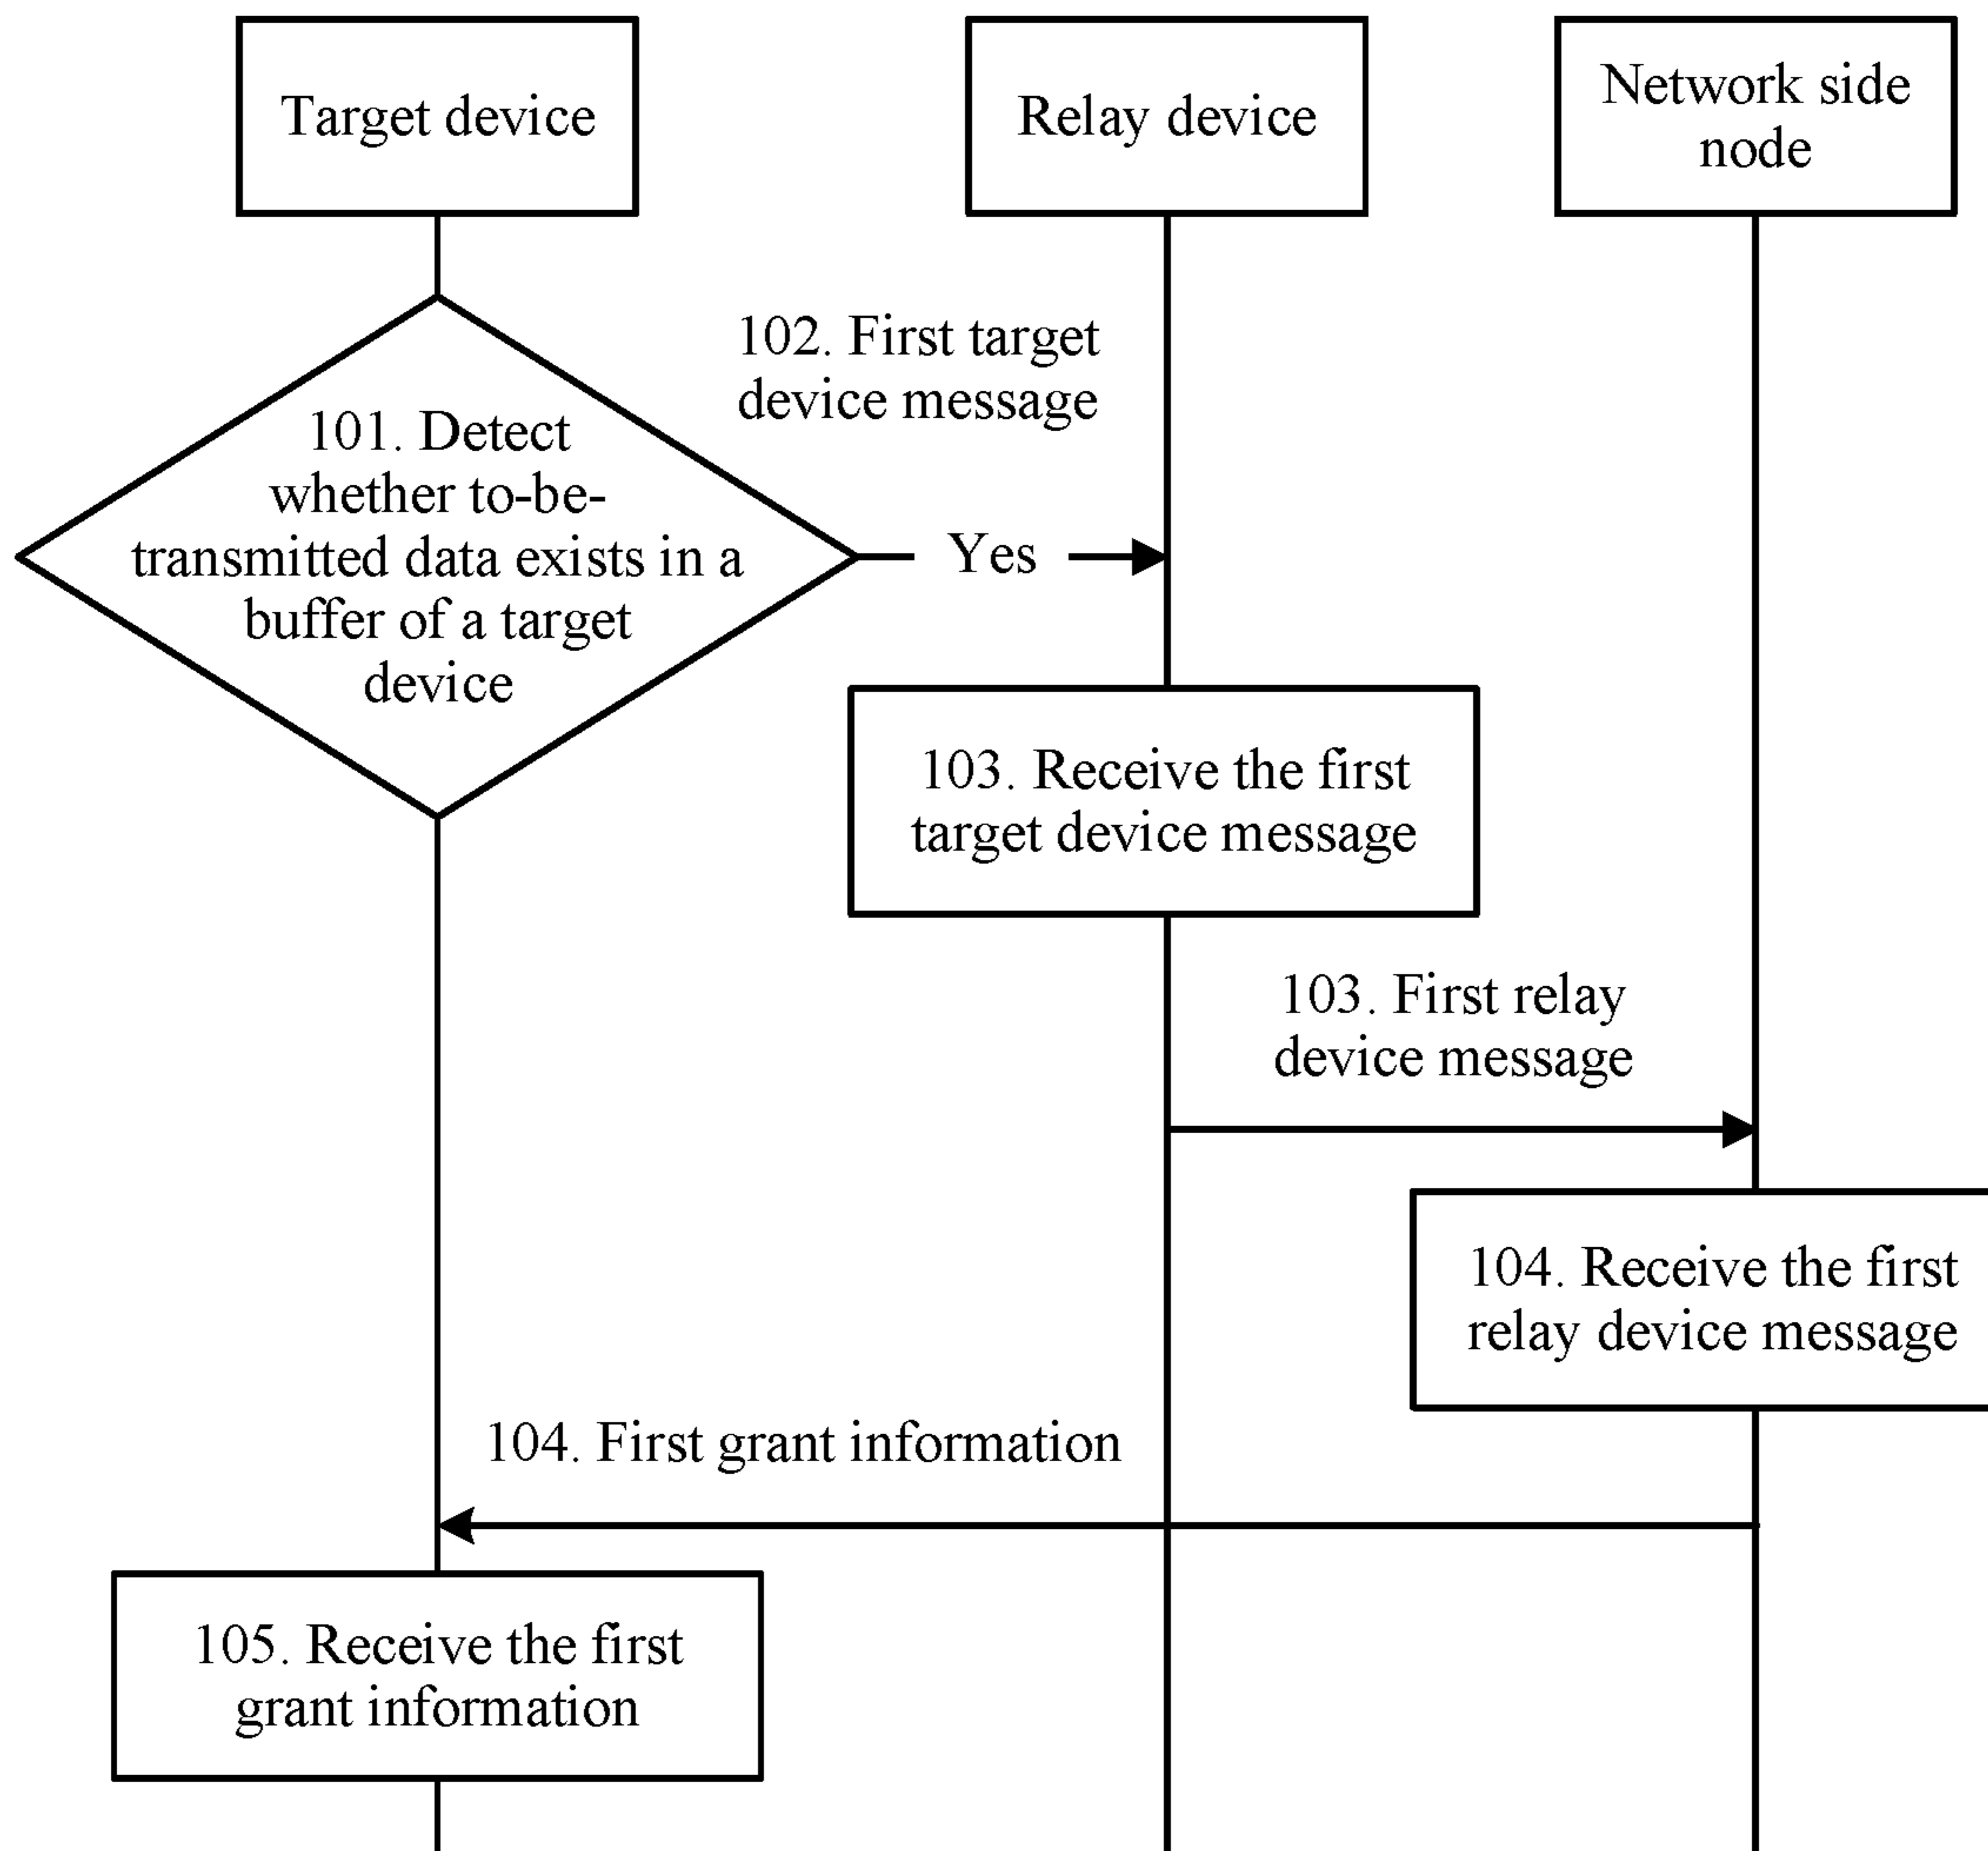 Target device
Relay device
Network side
node
102. First target
device message
101. Detect
whether to-be-
transmitted data exists in a
buffer of a target
device
Yes
103. Receive the first
target device message
103. First relay
device message
104. Receive the first
relay device message
104. First grant information
105. Receive the first
grant information